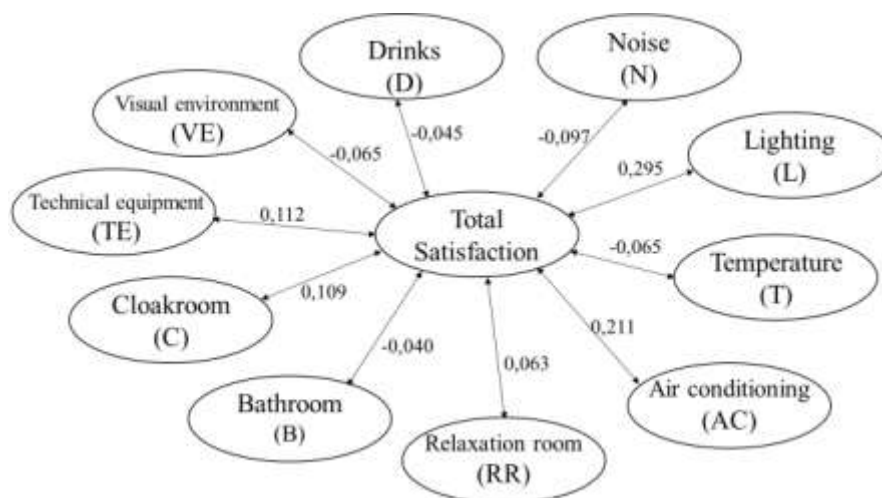 Drinks
(D)
Noise
(N)
Visual environment
(VE)
-0,045
-0,097
Lighting
(L)
-0,065
0,295
Technical equipment
(TE)
0,112
Total
Satisfaction
-0,065
Temperature
(T)
Cloakroom
(C)
0,109
-0,040
0,063
0,211
Bathroom
(B)
Relaxation room
(RR)
Air conditioning
(AC)